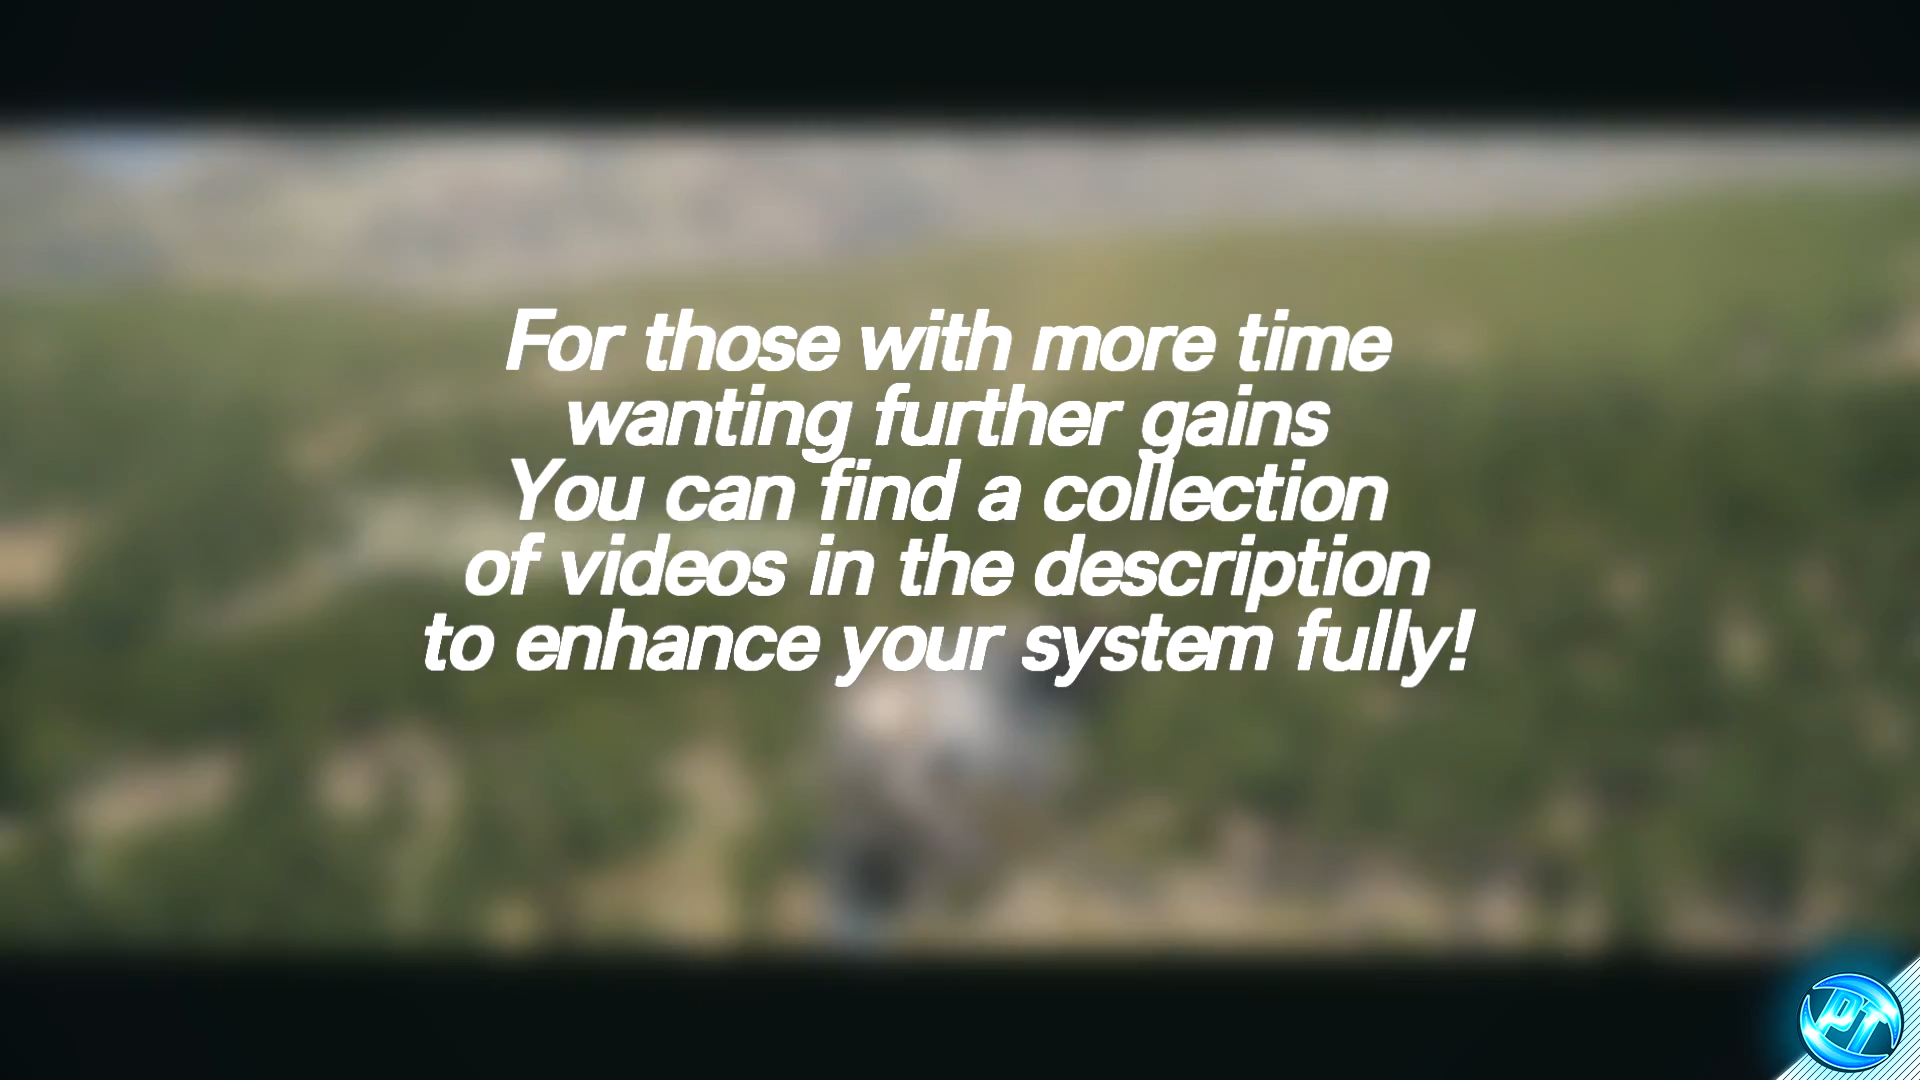 For those with more time
wanting further gains
You can find a collection
of videos in the description
to enhance your system fully!
PT